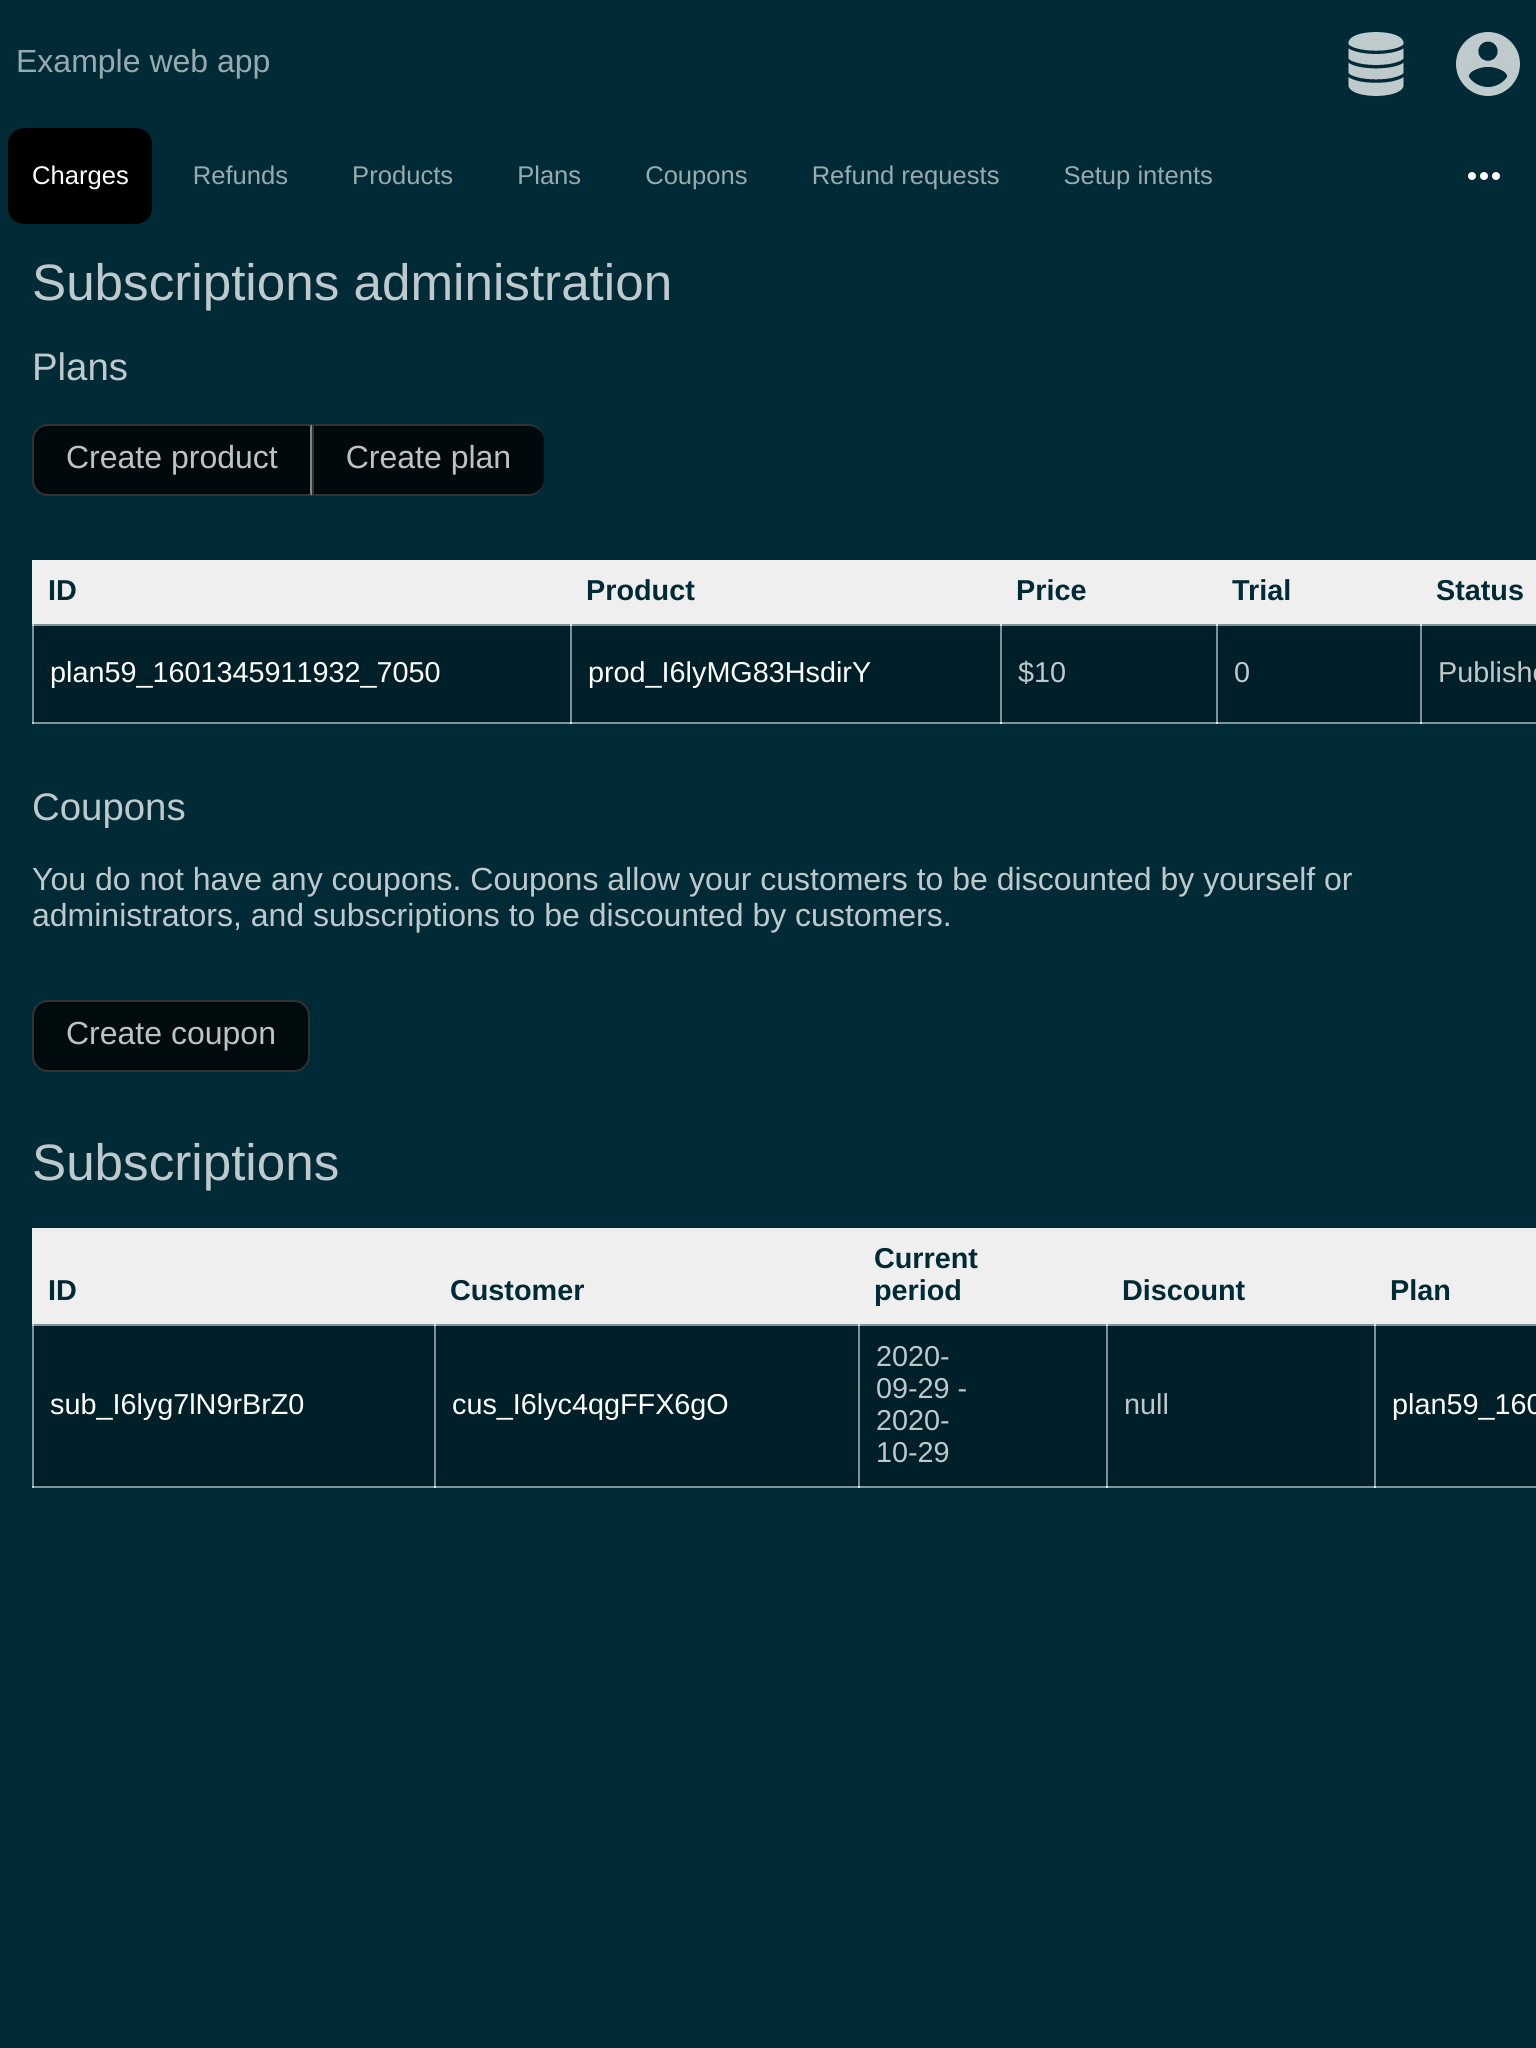 Example web app
Charges Refunds Products Plans Coupons Refund requests Setup intents
Subscriptions administration
Plans
Create product Create plan
ID Product Price Trial Status
plan59_1601345911932_7050 prod_I6lyMG83HsdirY $10 0 Publishe
Coupons
You do not have any coupons. Coupons allow your customers to be discounted by yourself or
administrators, and subscriptions to be discounted by customers.
Create coupon
Subscriptions
ID Customer Current period Discount Plan
sub_I6lyg7lN9rBrZ0 cus_I6lyc4qgFFX6gO 2020-09-29 - 2020-10-29 null plan59_160